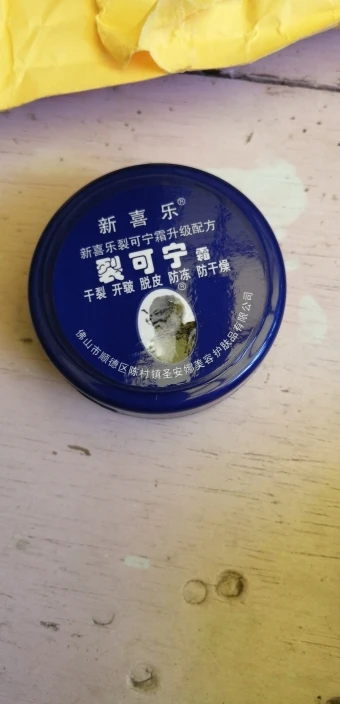 新喜乐®
新喜乐裂可宁霜升级配方
裂可宁霜
干裂 开皲 脱皮 防冻 防干燥
®
佛山市顺德区陈村镇圣安娜美容护肤品有限公司